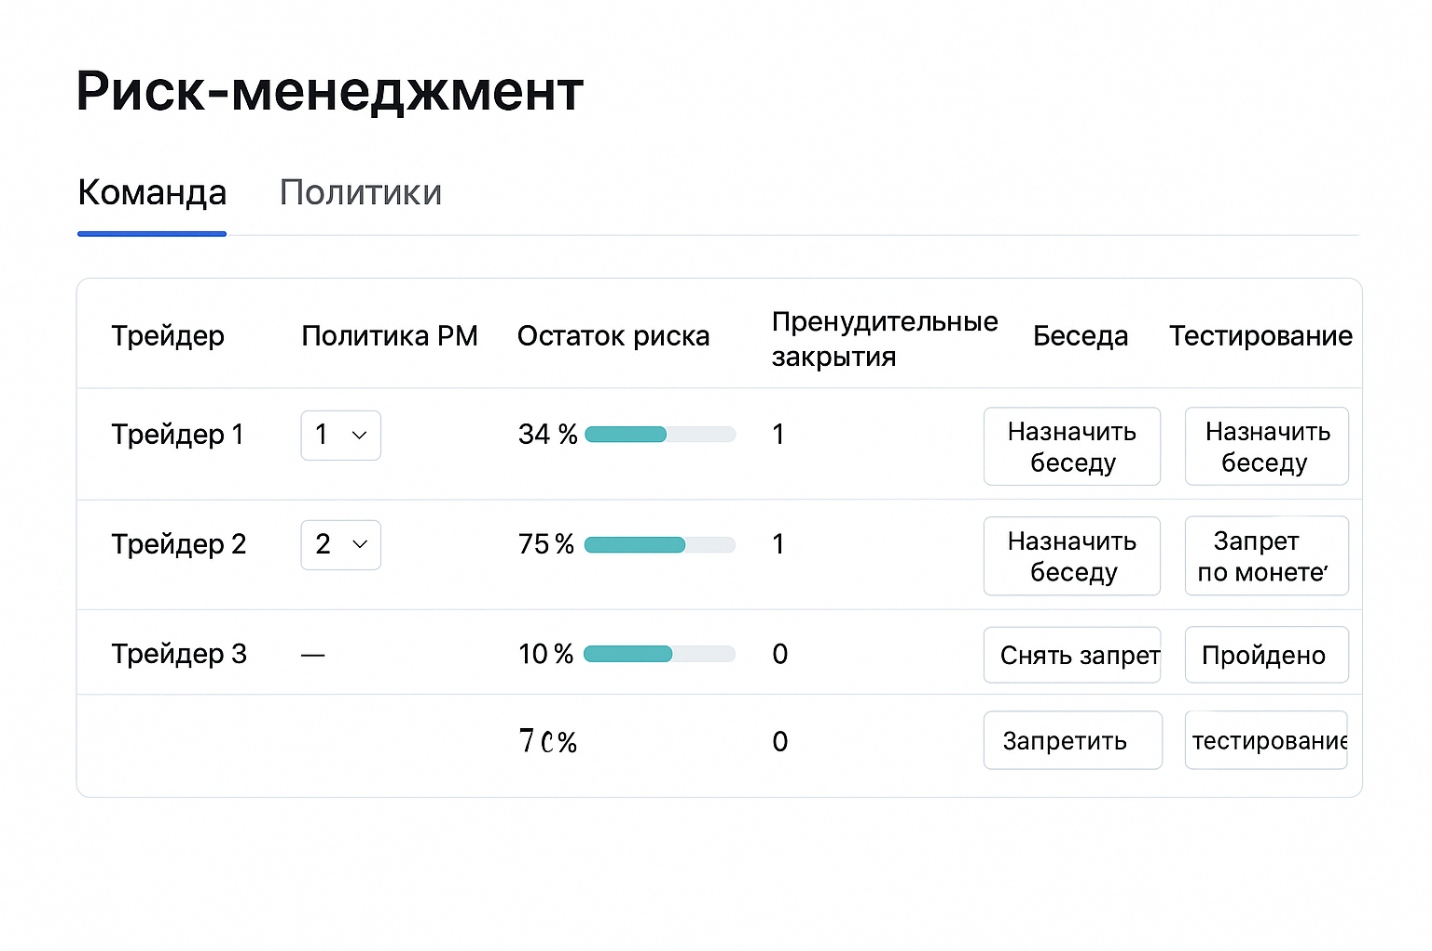 Риск-менеджмент
Команда Политики
Трейдер Политика РМ Остаток риска Пренудительные закрытия Беседа Тестирование
Трейдер 1 1 34 % 1 Назначить беседу Назначить беседу
Трейдер 2 2 75 % 1 Назначить беседу Запрет по монете’
Трейдер 3 — 10 % 0 Снять запрет Пройдено
0 Запретить тестирование